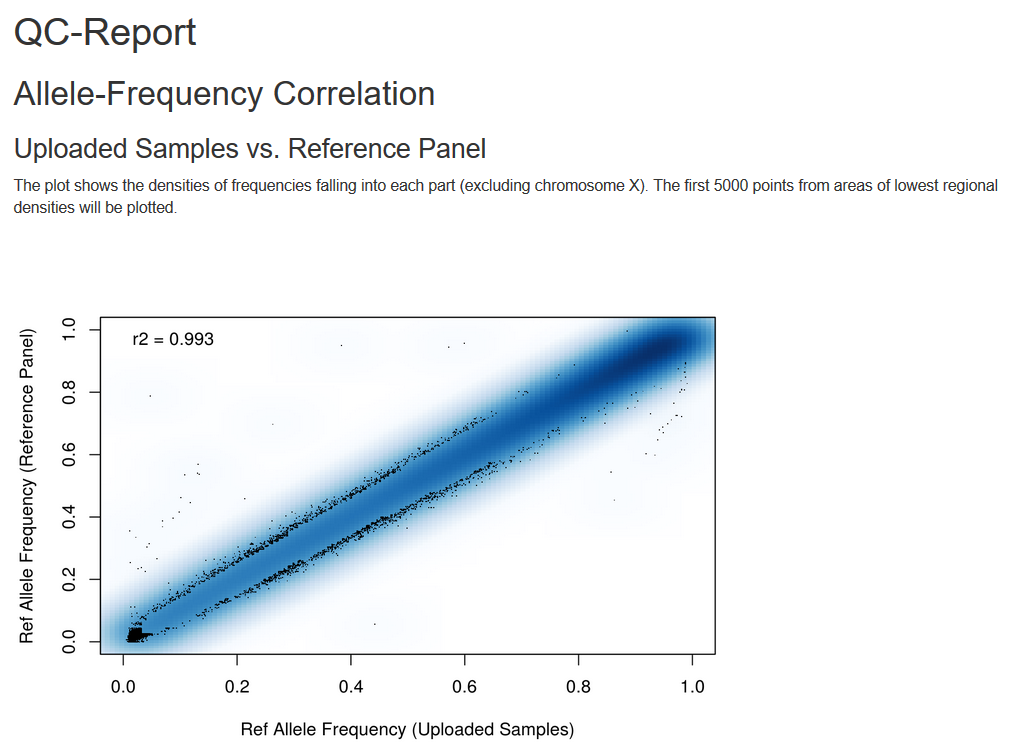 QC-Report
Allele-Frequency Correlation
Uploaded Samples vs. Reference Panel
The plot shows the densities of frequencies falling into each part (excluding chromosome X). The first 5000 points from areas of lowest regional
densities will be plotted.
r2 = 0.993
Ref Allele Frequency (Reference Panel)
1.0
0.8
0.6
0.4
0.2
0.0
0.0 0.2 0.4 0.6 0.8 1.0
Ref Allele Frequency (Uploaded Samples)